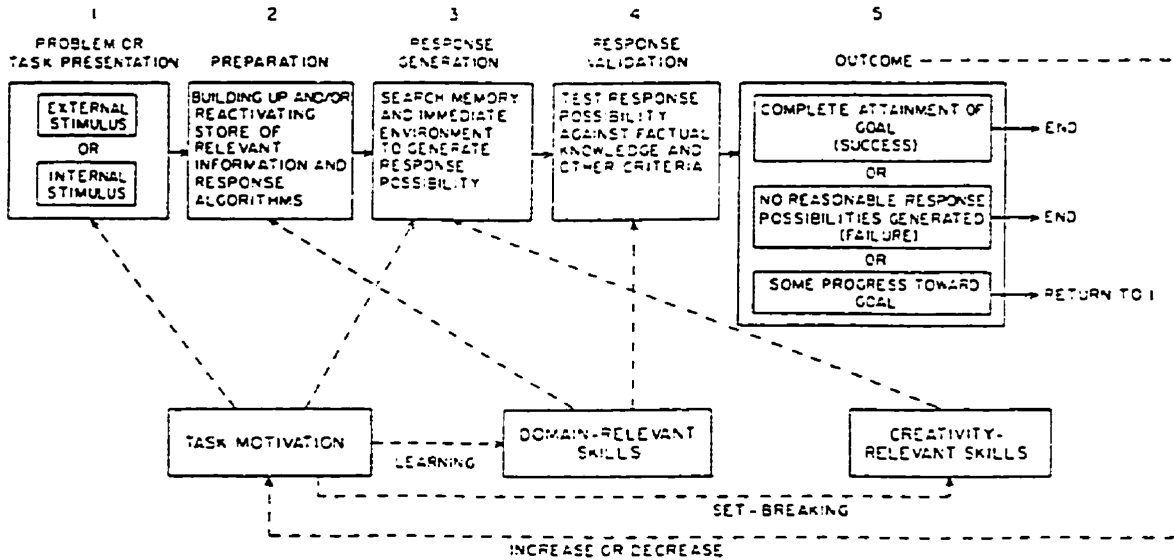 1
2
3
4
5
PROBLEM OR
TASK PRESENTATION
PREPARATION
RESPONSE
GENERATION
RESPONSE
VALIDATION
OUTCOME
EXTERNAL
STIMULUS
OR
INTERNAL
STIMULUS
BUILDING UP AND/OR
REACTIVATING
STORE OF
RELEVANT
INFORMATION AND
RESPONSE
ALGORITHMS
SEARCH MEMORY
AND IMMEDIATE
ENVIRONMENT
TO GENERATE
RESPONSE
POSSIBILITY
TEST RESPONSE
POSSIBILITY
AGAINST FACTUAL
KNOWLEDGE AND
OTHER CRITERIA
COMPLETE ATTAINMENT OF
GOAL
(SUCCESS)
END
OR
NO REASONABLE RESPONSE
POSSIBILITIES GENERATED
(FAILURE)
END
OR
SOME PROGRESS TOWARD
GOAL
RETURN TO 1
TASK MOTIVATION
LEARNING
DOMAIN-RELEVANT
SKILLS
CREATIVITY-
RELEVANT SKILLS
SET-BREAKING
INCREASE OR DECREASE